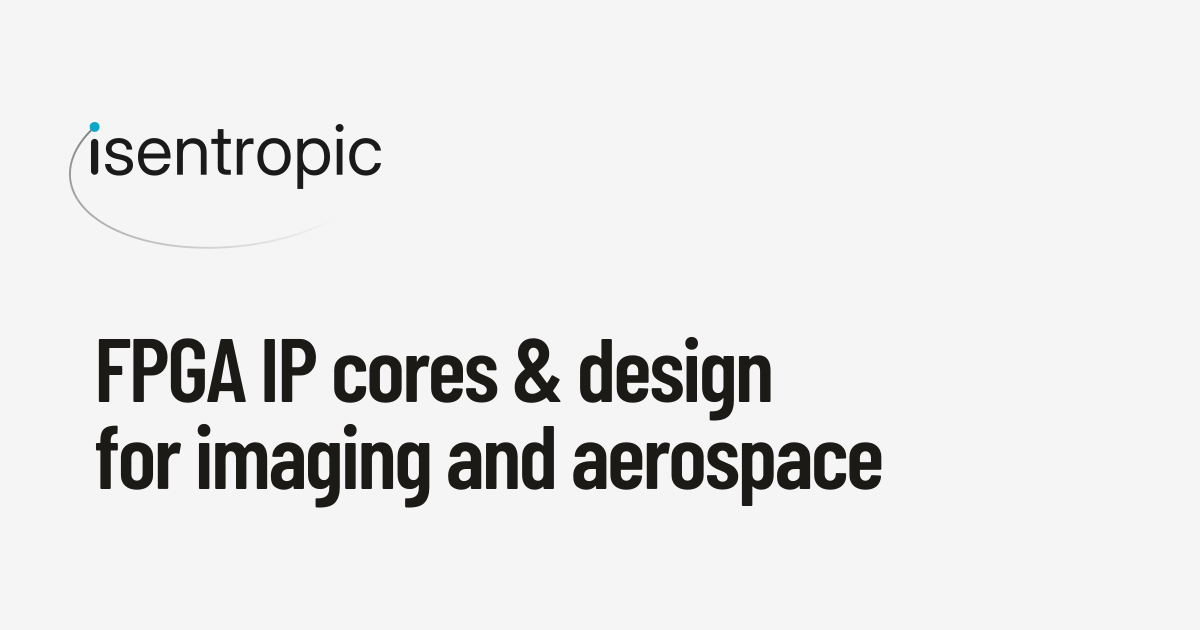 isentropic
FPGA IP cores & design
for imaging and aerospace